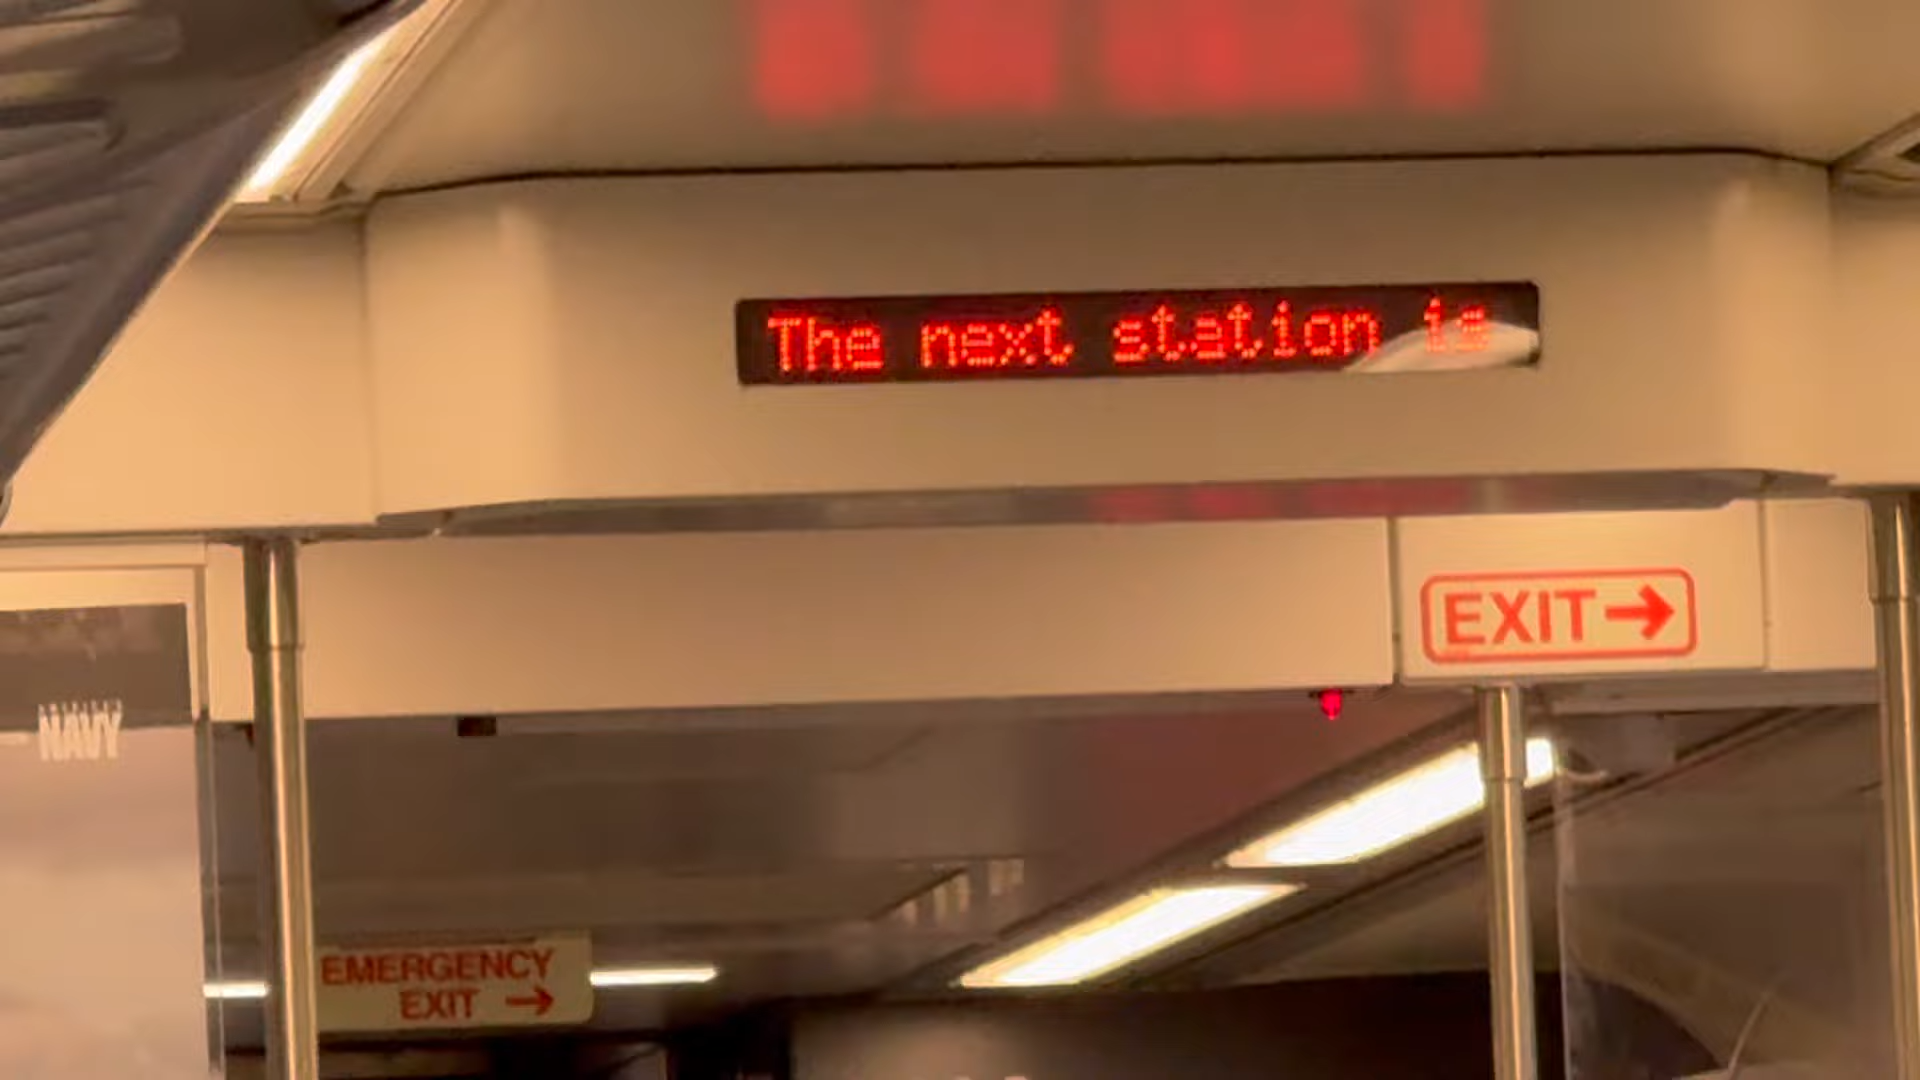 The next station is
EXIT→
NAVY
EMERGENCY
EXIT →